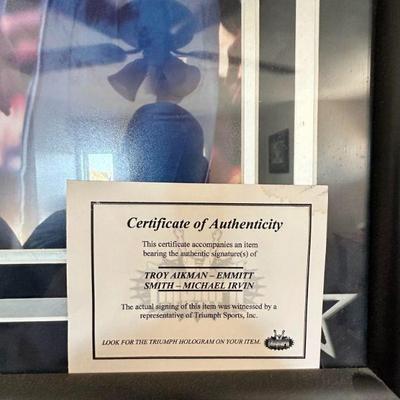 Certificate of Authenticity
This certificate accompanies an item
bearing the authentic signature(s) of
TROY AIKMAN – EMMITT
SMITH – MICHAEL IRVIN
The actual signing of this item was witnessed by a
representative of Triumph Sports, Inc.
LOOK FOR THE TRIUMPH HOLOGRAM ON YOUR ITEM.